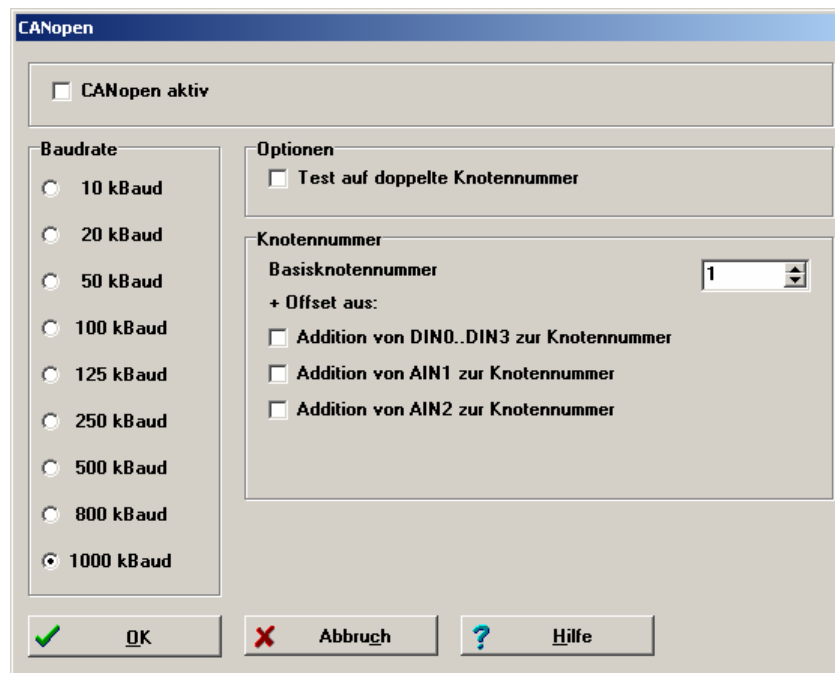 CANopen
CANopen aktiv
Baudrate
10 kBaud
20 kBaud
50 kBaud
100 kBaud
125 kBaud
250 kBaud
500 kBaud
800 kBaud
1000 kBaud
Optionen
Test auf doppelte Knotennummer
Knotennummer
Basisknotennummer
1
+ Offset aus:
Addition von DIN0..DIN3 zur Knotennummer
Addition von AIN1 zur Knotennummer
Addition von AIN2 zur Knotennummer
OK
Abbruch
? Hilfe